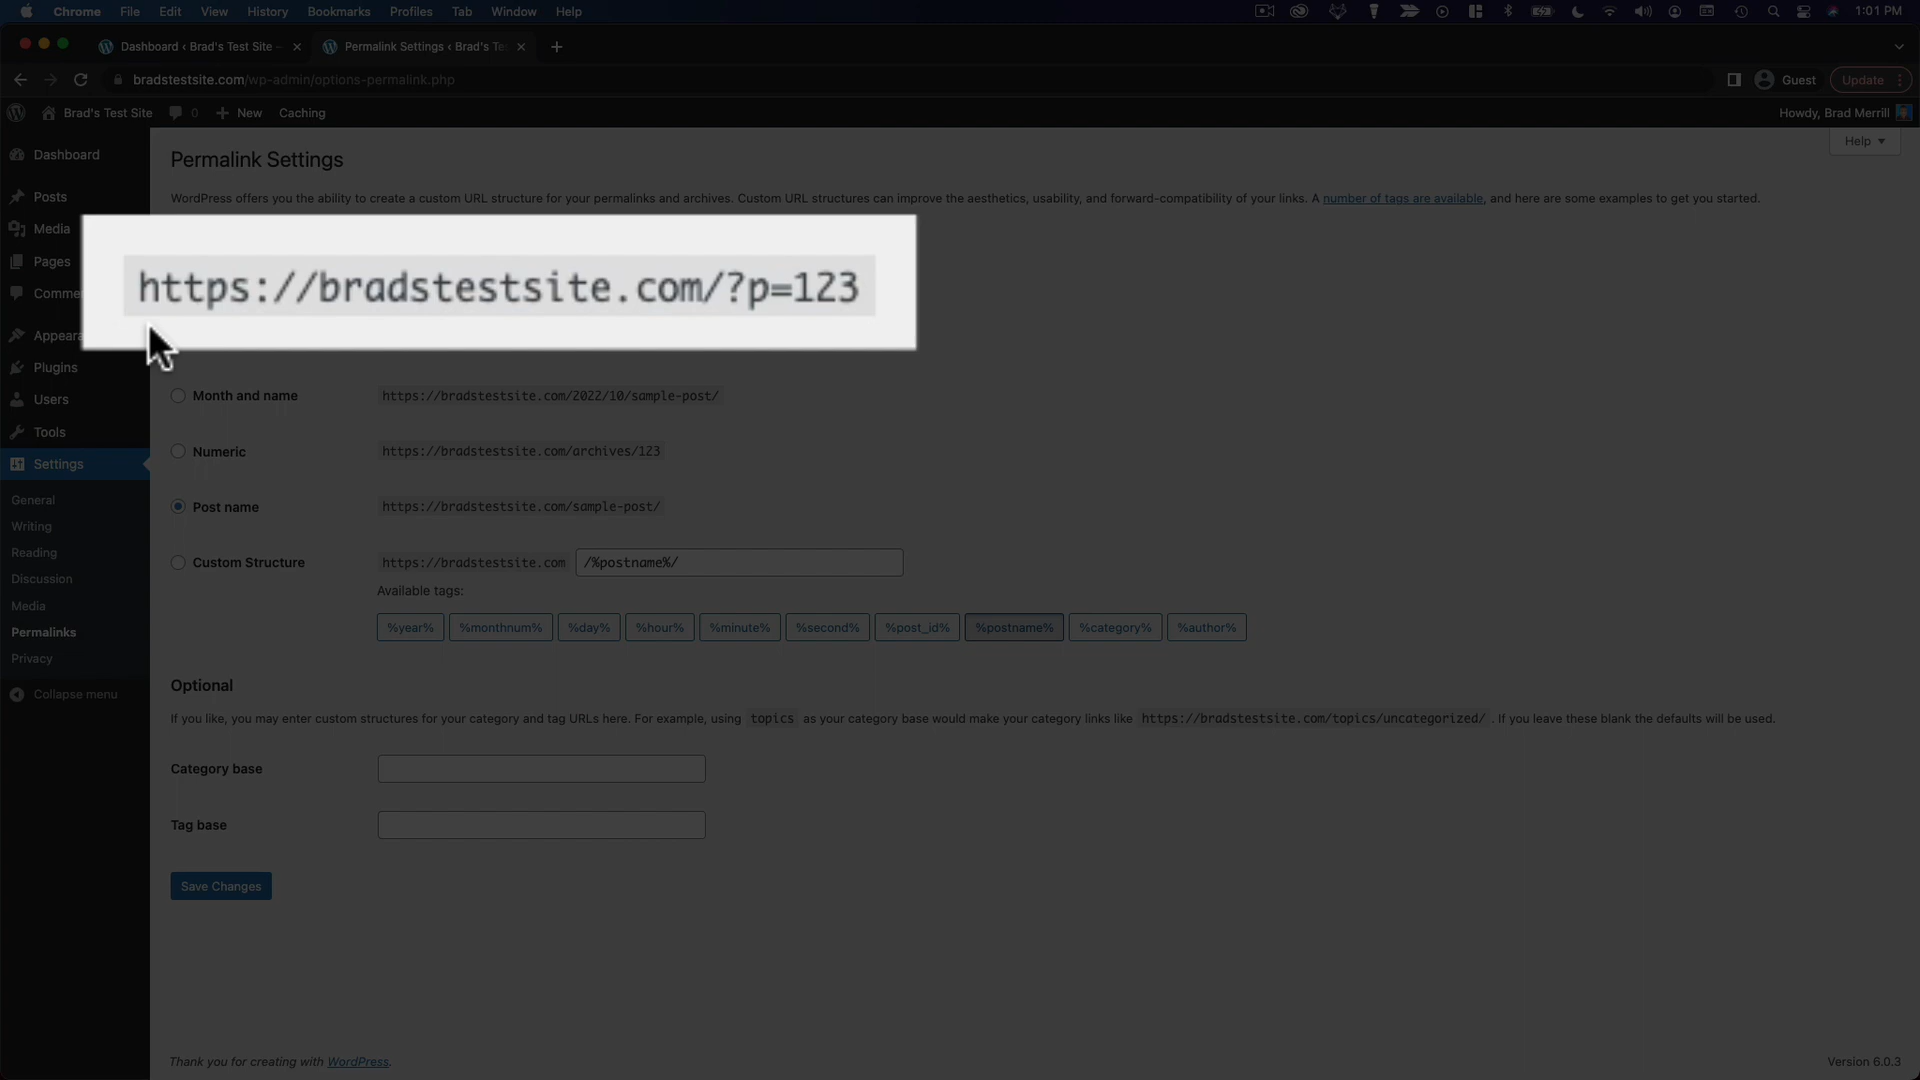 Chrome File Edit View History Bookmarks Profiles Tab Window Help 1:01 PM
Dashboard ‹ Brad's Test Site – Permalink Settings ‹ Brad's Te
bradstestsite.com/wp-admin/options-permalink.php Guest Update
Brad's Test Site 0 New Caching Howdy, Brad Merrill
Help
Dashboard
Posts
Media
Pages
Comme
Appeara
Plugins
Users
Tools
Settings
General
Writing
Reading
Discussion
Media
Permalinks
Privacy
Collapse menu
Permalink Settings
WordPress offers you the ability to create a custom URL structure for your permalinks and archives. Custom URL structures can improve the aesthetics, usability, and forward-compatibility of your links. A number of tags are available, and here are some examples to get you started.
https://bradstestsite.com/?p=123
Month and name https://bradstestsite.com/2022/10/sample-post/
Numeric https://bradstestsite.com/archives/123
Post name https://bradstestsite.com/sample-post/
Custom Structure https://bradstestsite.com /%postname%/
Available tags:
%year% %monthnum% %day% %hour% %minute% %second% %post_id% %postname% %category% %author%
Optional
If you like, you may enter custom structures for your category and tag URLs here. For example, using topics as your category base would make your category links like https://bradstestsite.com/topics/uncategorized/ . If you leave these blank the defaults will be used.
Category base
Tag base
Save Changes
Thank you for creating with WordPress. Version 6.0.3